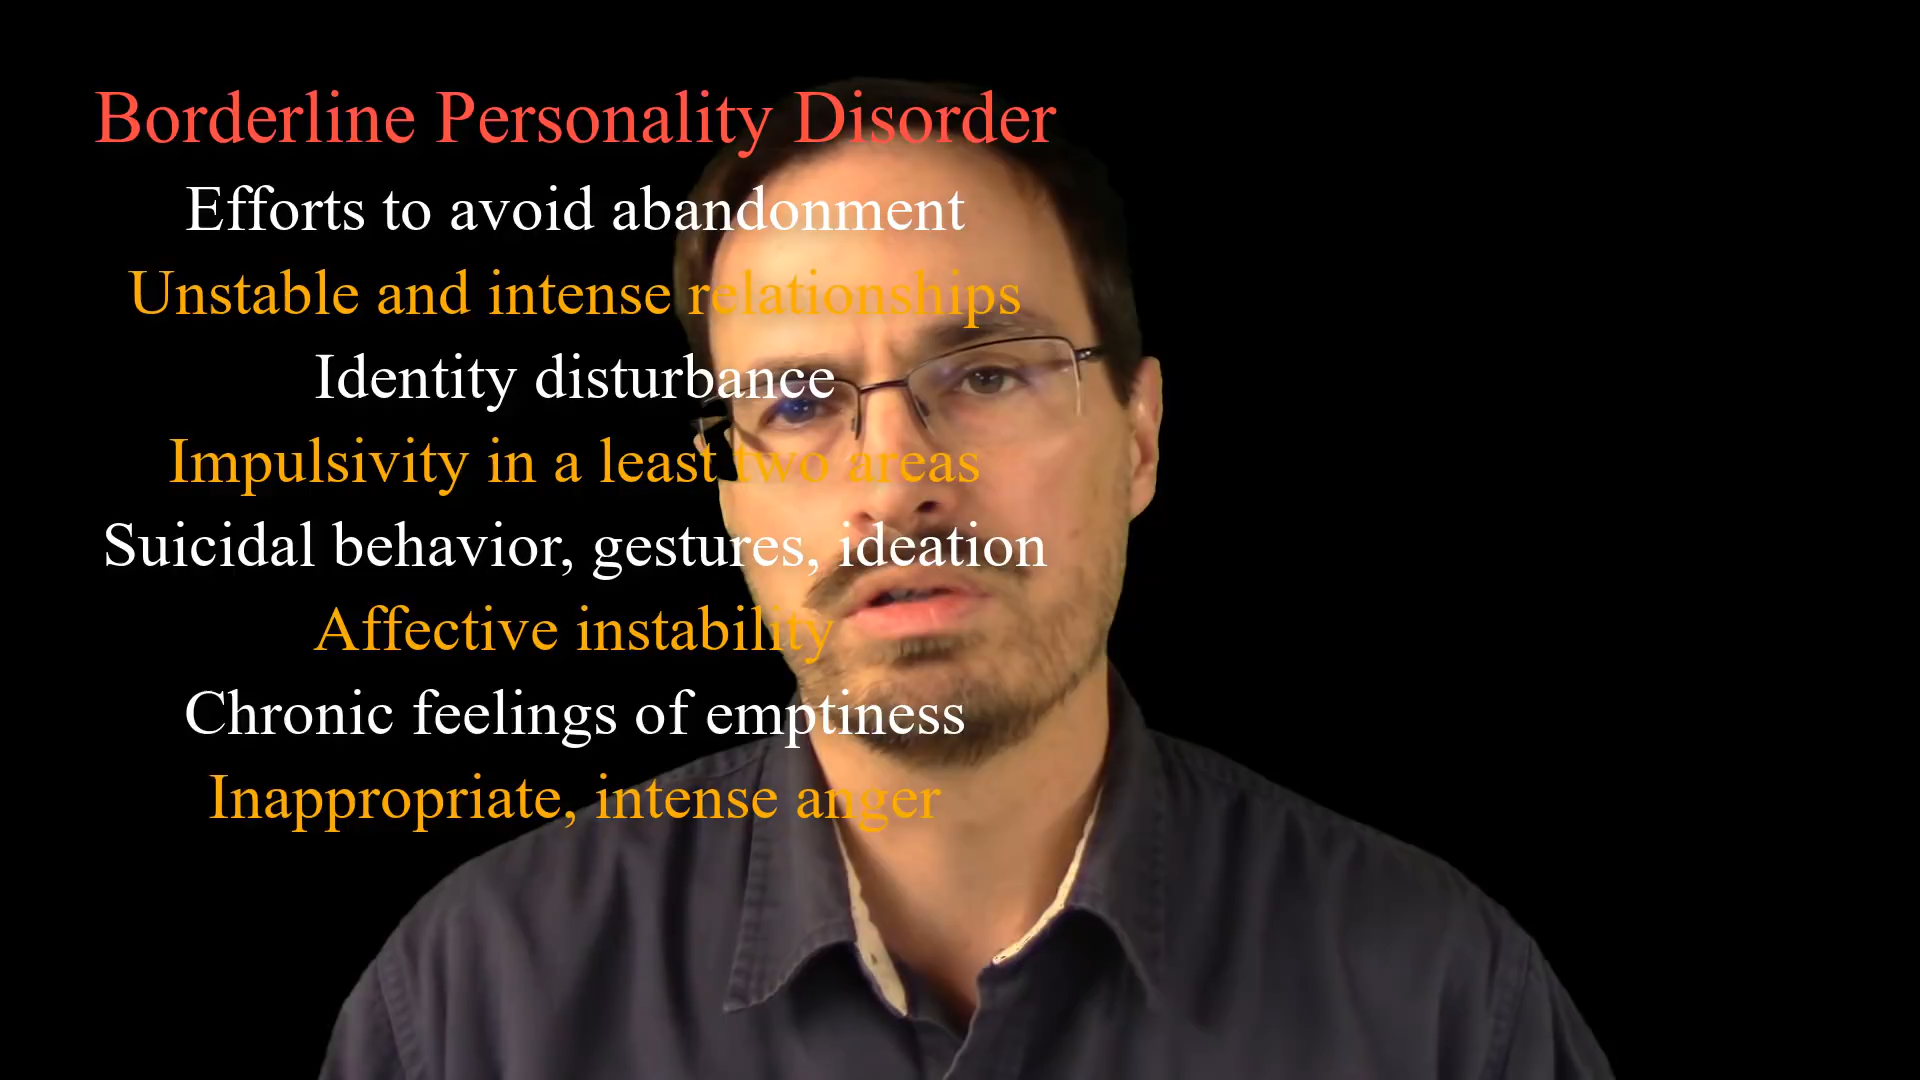 Borderline Personality Disorder
Efforts to avoid abandonment
Unstable and intense relationships
Identity disturbance
Impulsivity in a least two areas
Suicidal behavior, gestures, ideation
Affective instability
Chronic feelings of emptiness
Inappropriate, intense anger